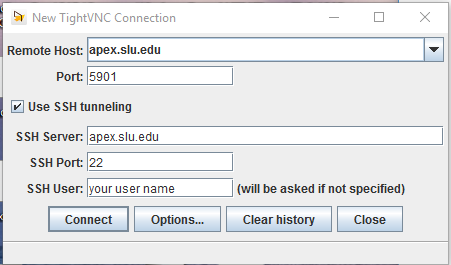 New TightVNC Connection
Remote Host: apex.slu.edu
Port: 5901
Use SSH tunneling
SSH Server: apex.slu.edu
SSH Port: 22
SSH User: your user name (will be asked if not specified)
Connect Options... Clear history Close